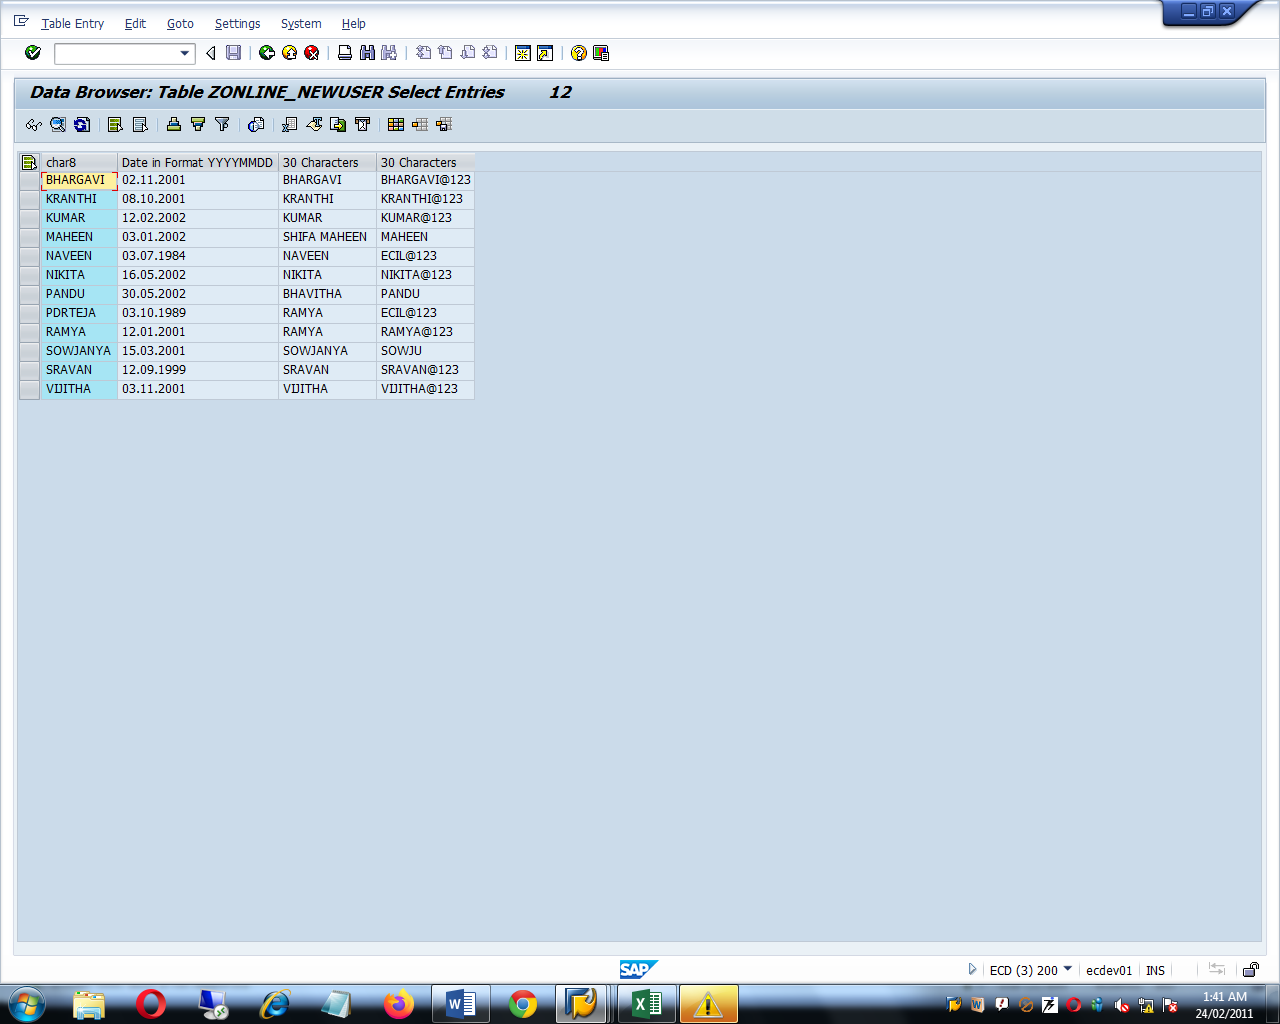 Table Entry Edit Goto Settings System Help
Data Browser: Table ZONLINE_NEWUSER Select Entries 12
char8 Date in Format YYYYMMDD 30 Characters 30 Characters
BHARGAVI 02.11.2001 BHARGAVI BHARGAVI@123
KRANTHI 08.10.2001 KRANTHI KRANTHI@123
KUMAR 12.02.2002 KUMAR KUMAR@123
MAHEEN 03.01.2002 SHIFA MAHEEN MAHEEN
NAVEEN 03.07.1984 NAVEEN ECIL@123
NIKITA 16.05.2002 NIKITA NIKITA@123
PANDU 30.05.2002 BHAVITHA PANDU
PDRTEJA 03.10.1989 RAMYA ECIL@123
RAMYA 12.01.2001 RAMYA RAMYA@123
SOWJANYA 15.03.2001 SOWJANYA SOWJU
SRAVAN 12.09.1999 SRAVAN SRAVAN@123
VIJITHA 03.11.2001 VIJITHA VIJITHA@123
SAP ECD (3) 200 ecdev01 INS
1:41 AM
24/02/2011